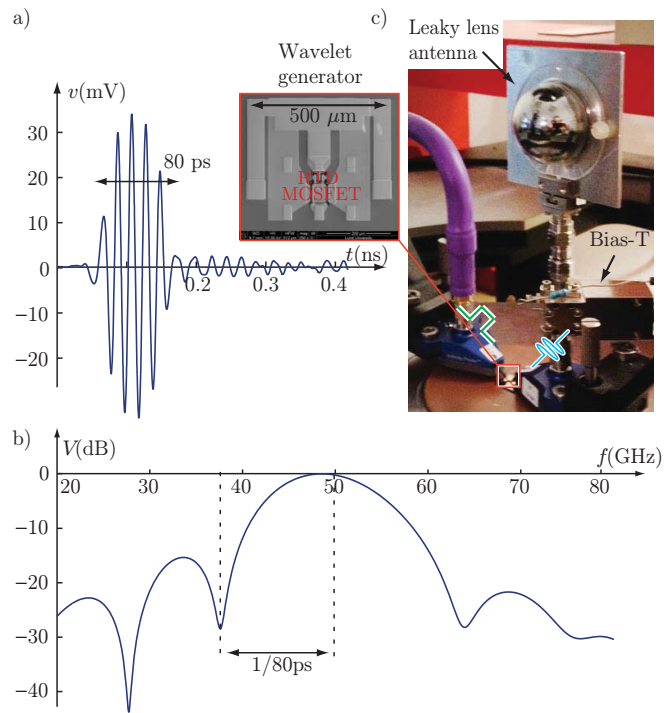 a)
v(mV)
30
20
10
0
−10
−20
80 ps
0.2
0.3
0.4
t(ns)
Wavelet
generator
500 μm
RTD
MOSFET
c)
Leaky lens
antenna
Bias-T
b)
V(dB)
f(GHz)
0
−10
−20
−30
−40
20
30
40
50
60
70
80
1/80ps